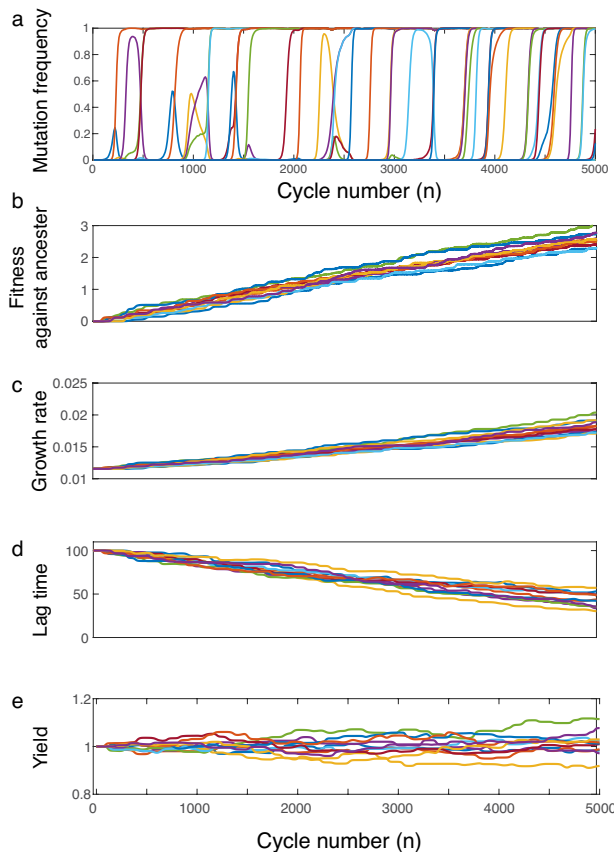 a
Mutation frequency
1
0.8
0.6
0.4
0.2
0
0 1000 2000 3000 4000 5000
Cycle number (n)
b
Fitness
against ancester
3
2
1
0
c
Growth rate
0.025
0.02
0.015
0.01
d
Lag time
100
50
0
e
Yield
1.2
1
0.8
0 1000 2000 3000 4000 5000
Cycle number (n)